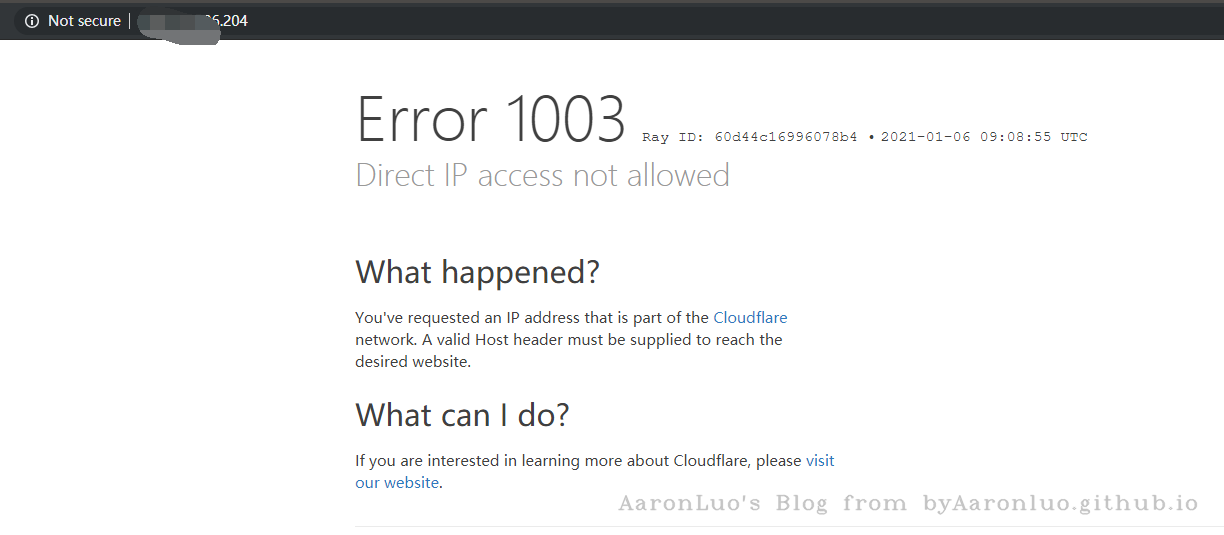 Not secure
6.204
Error 1003 Ray ID: 60d44c16996078b4 • 2021-01-06 09:08:55 UTC
Direct IP access not allowed
What happened?
You've requested an IP address that is part of the Cloudflare
network. A valid Host header must be supplied to reach the
desired website.
What can I do?
If you are interested in learning more about Cloudflare, please visit
our website.
AaronLuo's Blog from byAaronluo.github.io